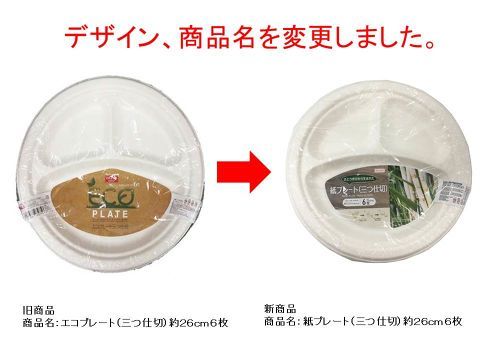 デザイン、商品名を変更しました。
eco
PLATE
紙プレート(三つ仕切)
6枚
旧商品
商品名:エコプレート(三つ仕切)約26cm6枚
新商品
商品名:紙プレート(三つ仕切)約26cm6枚